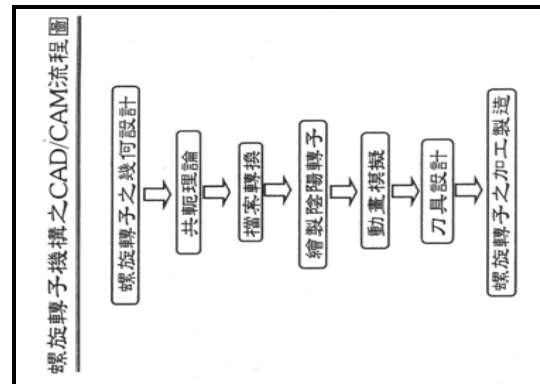 螺旋轉子機構之CAD/CAM流程圖
螺旋轉子之幾何設計
共軛理論
檔案轉換
繪製陰陽轉子
動畫模擬
刀具設計
螺旋轉子之加工製造